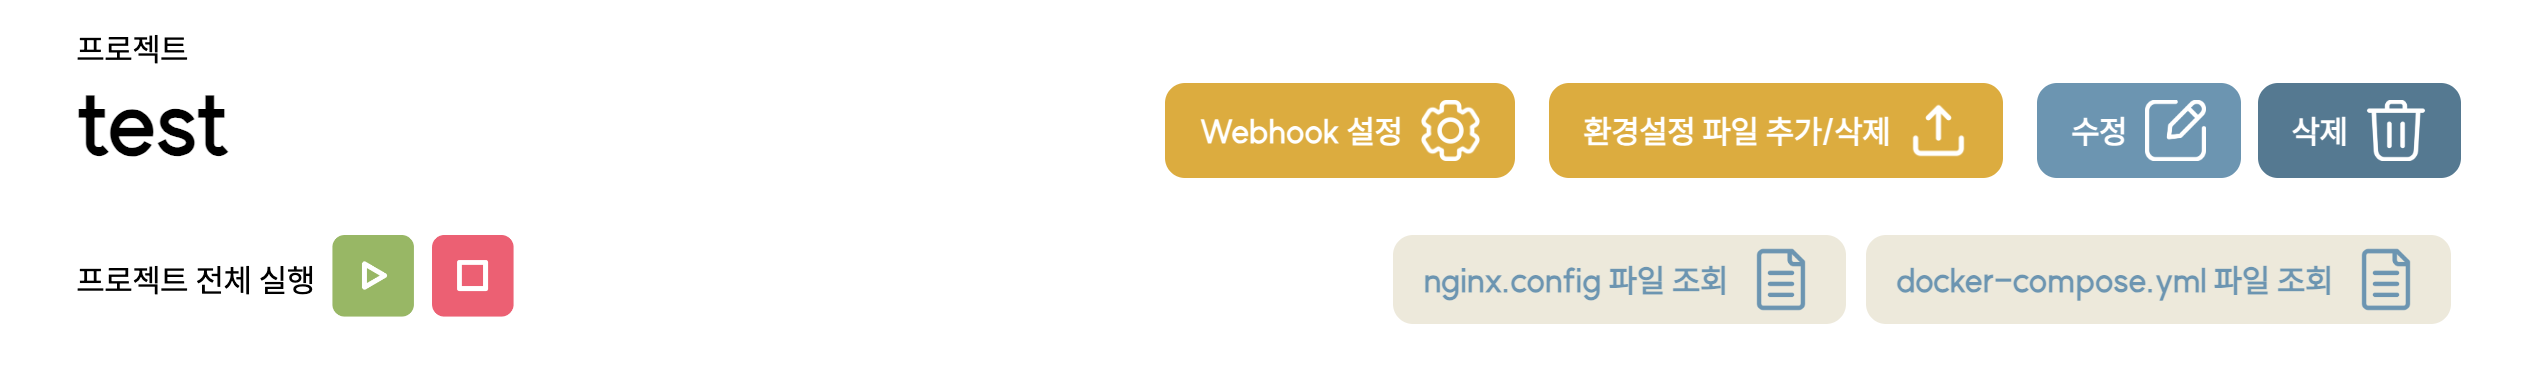 프로젝트
test
Webhook 설정
환경설정 파일 추가/삭제
수정
삭제
프로젝트 전체 실행
nginx.config 파일 조회
docker-compose.yml 파일 조회